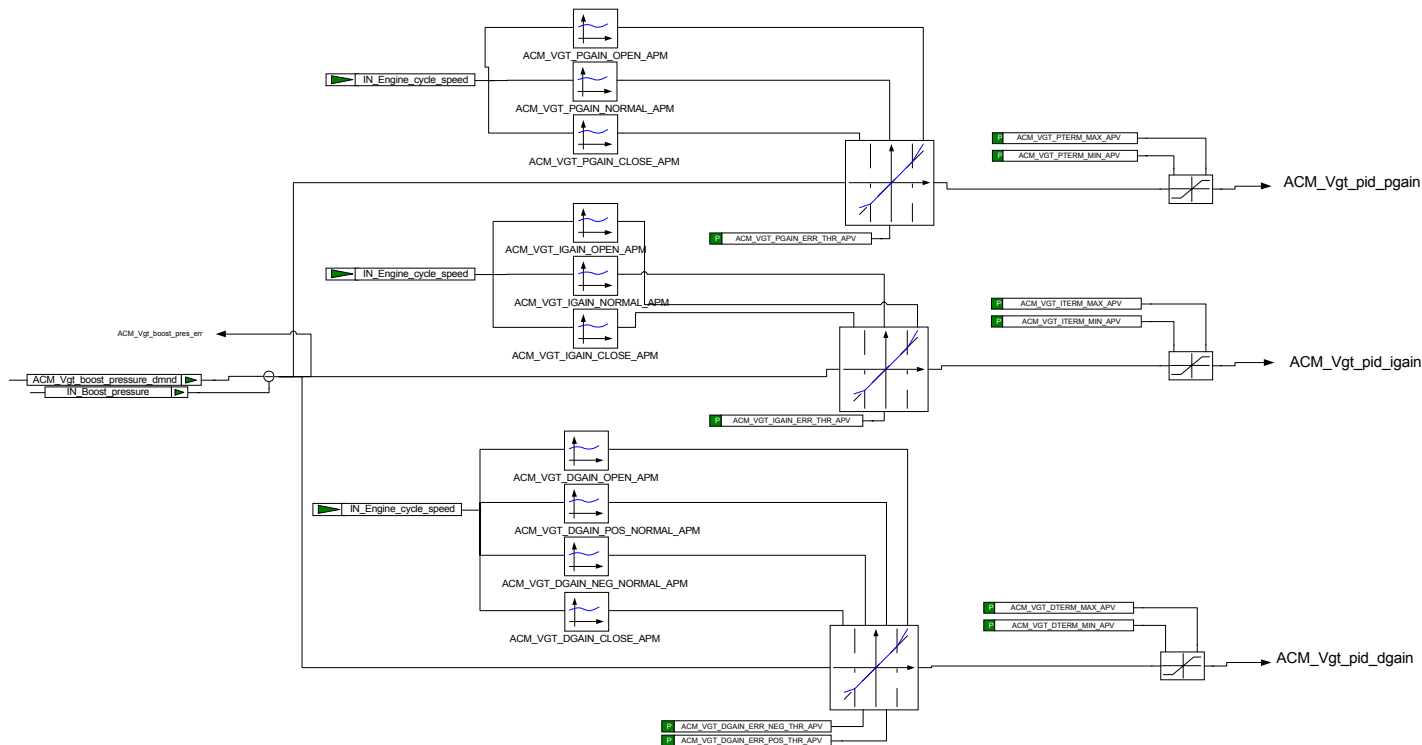 ACM_VGT_PGAIN_OPEN_APM
IN_Engine_cycle_speed
ACM_VGT_PGAIN_NORMAL_APM
ACM_VGT_PGAIN_CLOSE_APM
P ACM_VGT_PTERM_MAX_APV
P ACM_VGT_PTERM_MIN_APV
ACM_Vgt_pid_pgain
P ACM_VGT_PGAIN_ERR_THR_APV
ACM_VGT_IGAIN_OPEN_APM
IN_Engine_cycle_speed
ACM_VGT_IGAIN_NORMAL_APM
ACM_VGT_IGAIN_CLOSE_APM
P ACM_VGT_ITERM_MAX_APV
P ACM_VGT_ITERM_MIN_APV
ACM_Vgt_boost_pres_err
ACM_Vgt_pid_igain
ACM_Vgt_boost_pressure_dmnd
IN_Boost_pressure
P ACM_VGT_IGAIN_ERR_THR_APV
ACM_VGT_DGAIN_OPEN_APM
IN_Engine_cycle_speed
ACM_VGT_DGAIN_POS_NORMAL_APM
ACM_VGT_DGAIN_NEG_NORMAL_APM
ACM_VGT_DGAIN_CLOSE_APM
P ACM_VGT_DTERM_MAX_APV
P ACM_VGT_DTERM_MIN_APV
ACM_Vgt_pid_dgain
P ACM_VGT_DGAIN_ERR_NEG_THR_APV
P ACM_VGT_DGAIN_ERR_POS_THR_APV